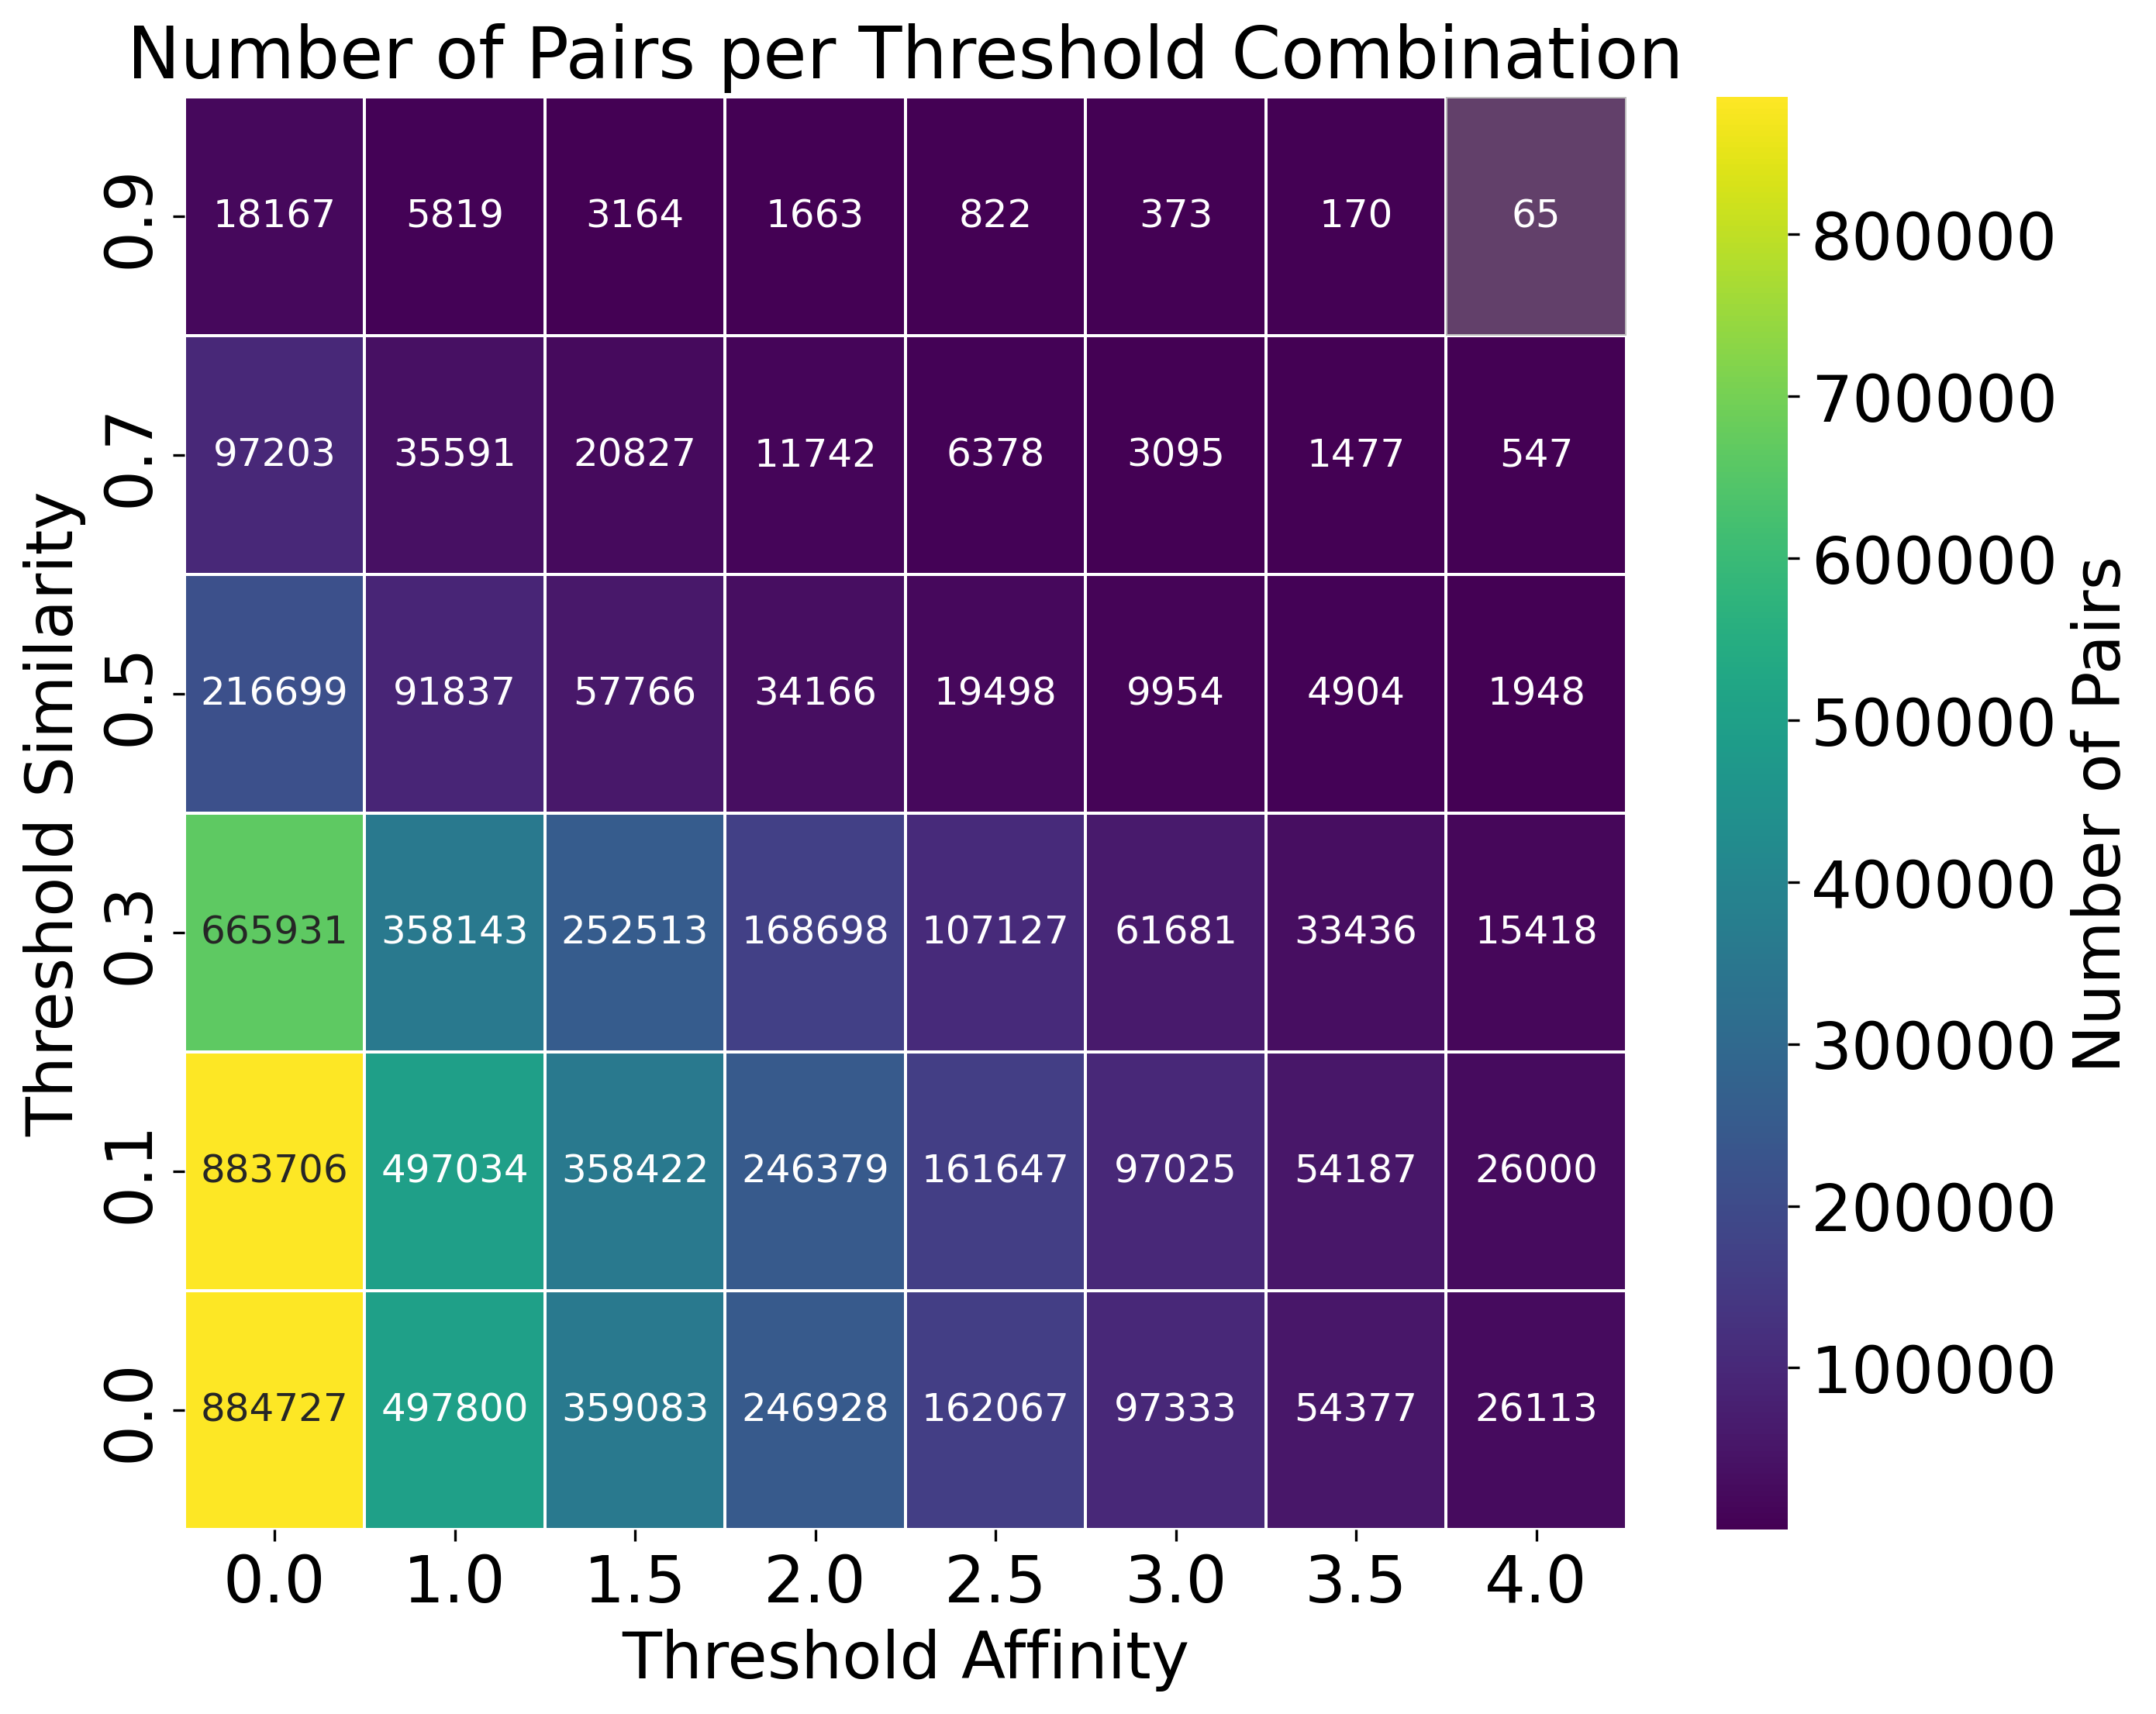 Number of Pairs per Threshold Combination
Threshold Similarity
0.9 18167 5819 3164 1663 822 373 170 65
0.7 97203 35591 20827 11742 6378 3095 1477 547
0.5 216699 91837 57766 34166 19498 9954 4904 1948
0.3 665931 358143 252513 168698 107127 61681 33436 15418
0.1 883706 497034 358422 246379 161647 97025 54187 26000
0.0 884727 497800 359083 246928 162067 97333 54377 26113
0.0 1.0 1.5 2.0 2.5 3.0 3.5 4.0
Threshold Affinity
800000
700000
600000
500000
400000
300000
200000
100000
Number of Pairs